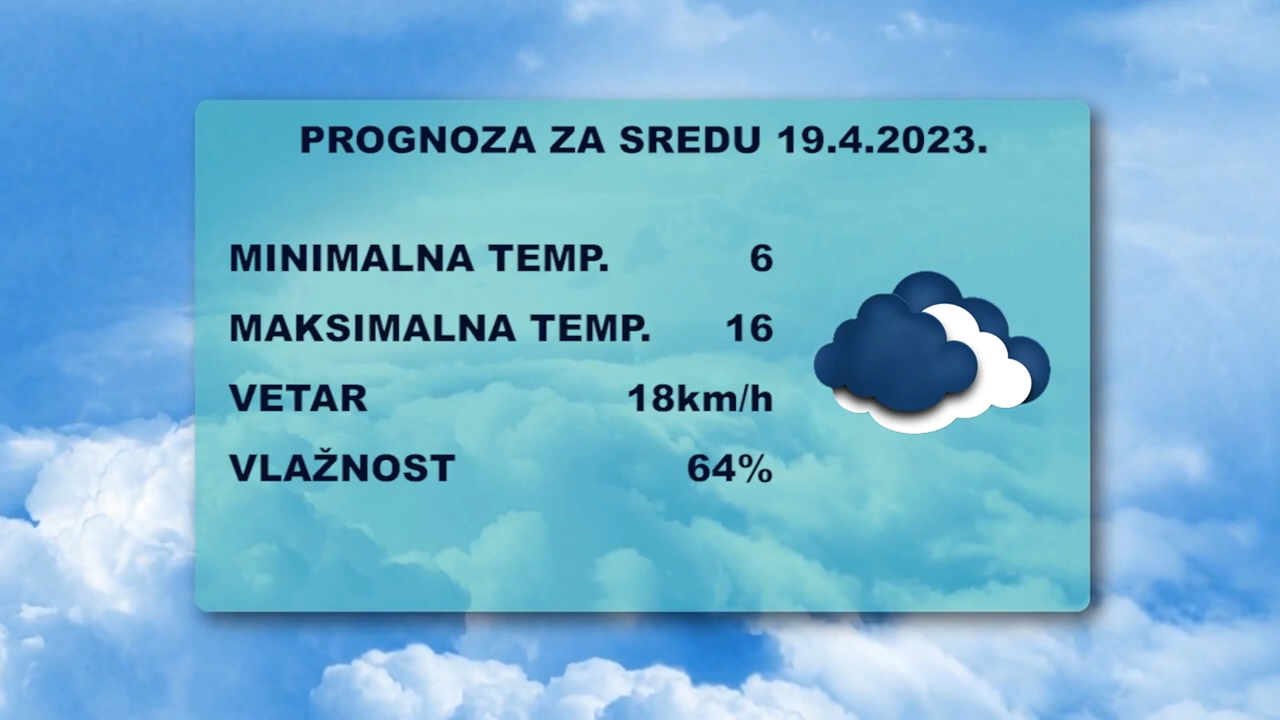 PROGNOZA ZA SREDU 19.4.2023.
MINIMALNA TEMP. 6
MAKSIMALNA TEMP. 16
VETAR 18km/h
VLAŽNOST 64%